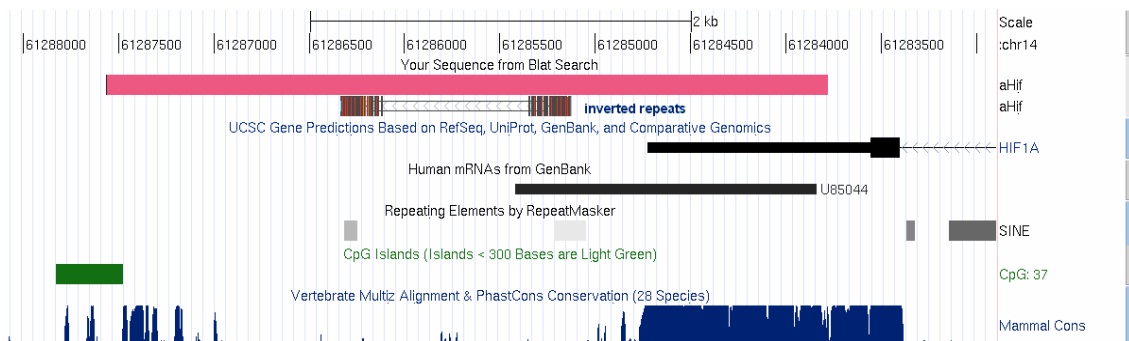 2 kb Scale
61288000 61287500 61287000 61286500 61286000 61285500 61285000 61284500 61284000 61283500 :chr14
Your Sequence from Blat Search
aHif
inverted repeats aHif
UCSC Gene Predictions Based on RefSeq, UniProt, GenBank, and Comparative Genomics
HIF1A
Human mRNAs from GenBank
U85044
Repeating Elements by RepeatMasker
SINE
CpG Islands (Islands < 300 Bases are Light Green)
CpG: 37
Vertebrate Multiz Alignment & PhastCons Conservation (28 Species)
Mammal Cons